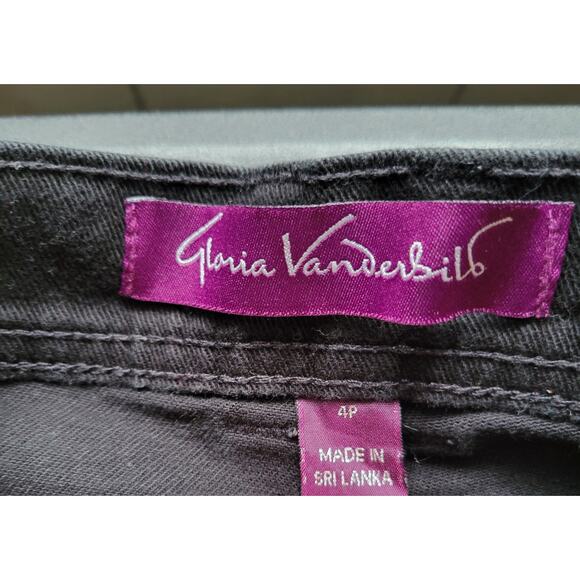 Gloria Vanderbilt
4P
MADE IN
SRI LANKA